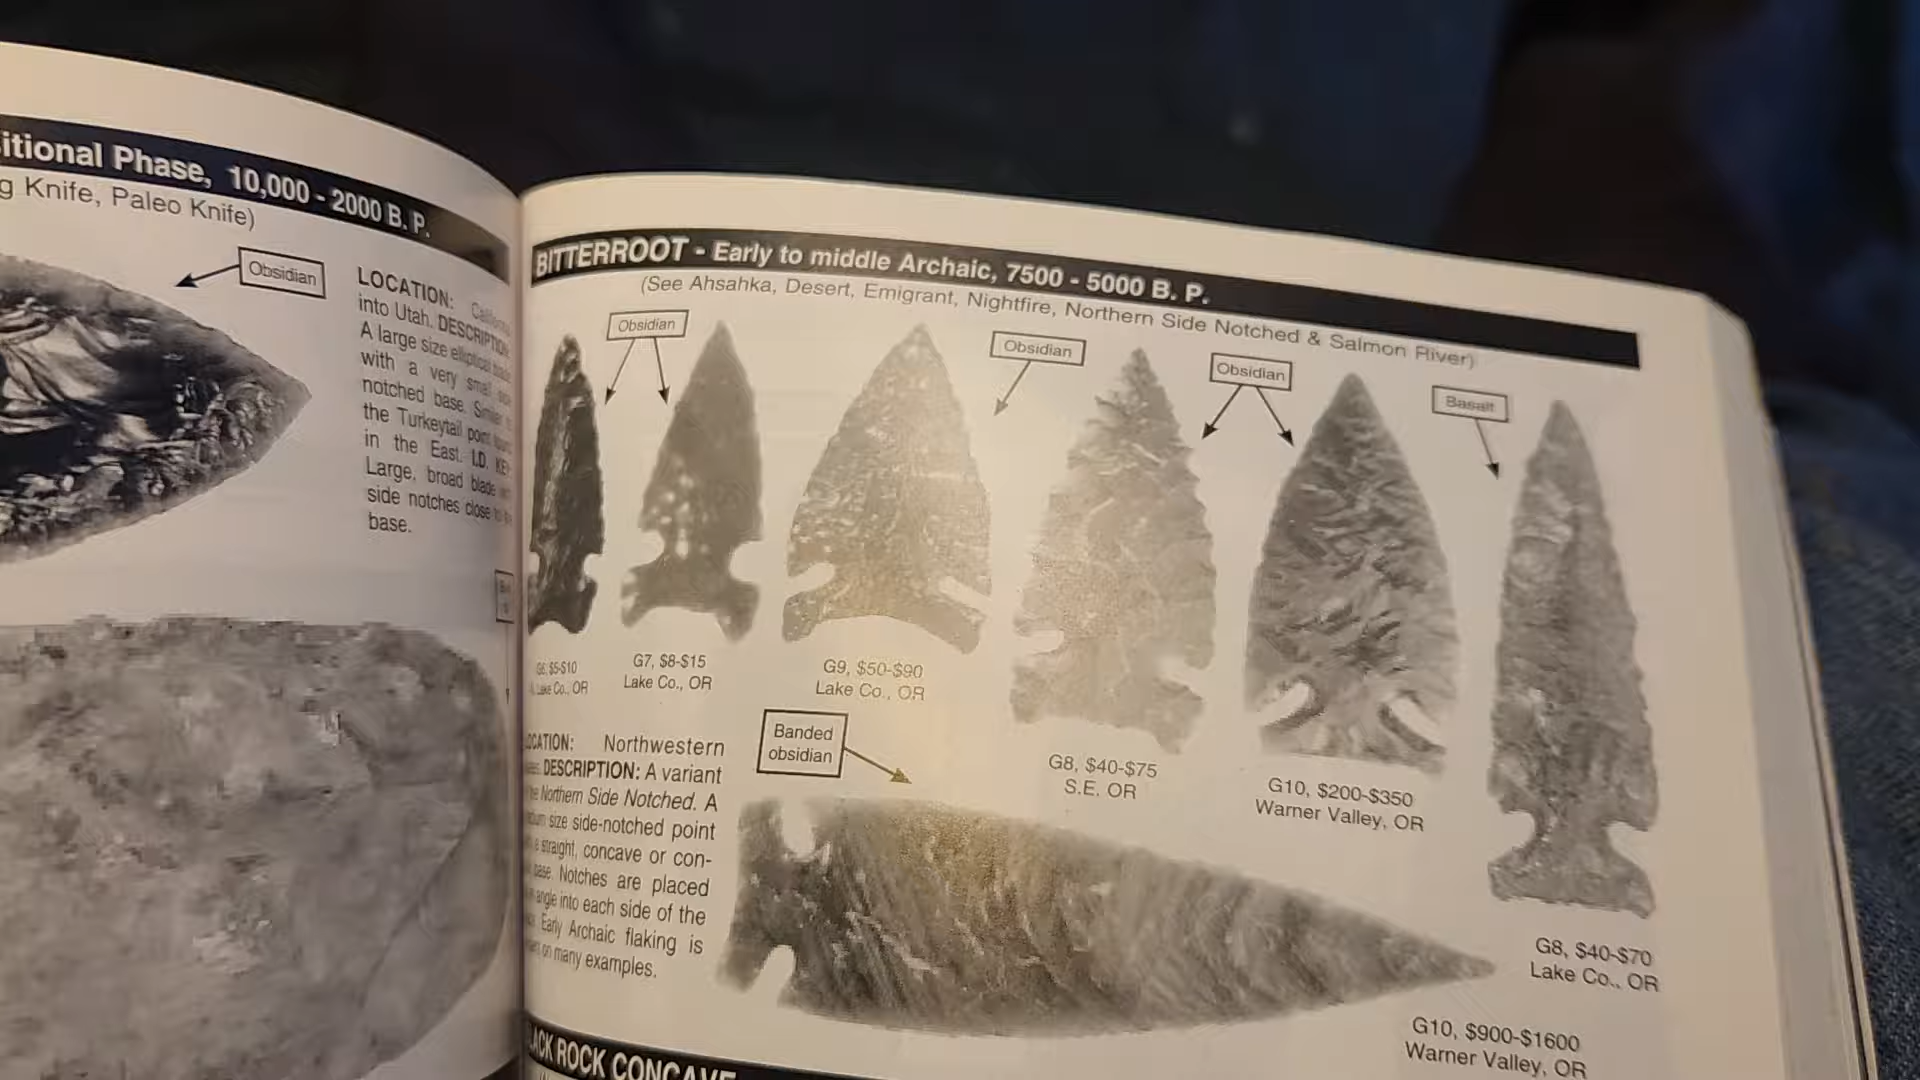 itional Phase, 10,000 - 2000 B. P.
g Knife, Paleo Knife)
Obsidian
LOCATION:
into Utah. DESCRIPTION:
A large size elliptical blade
with a very small
notched base.
the Turkeytail point
in the East. I.D. KEY
Large, broad blade
side notches close to
base.
BITTERROOT - Early to middle Archaic, 7500 - 5000 B. P.
(See Ahsahka, Desert, Emigrant, Nightfire, Northern Side Notched & Salmon River)
Obsidian
Obsidian
Obsidian
Basalt
G6, $5-$10
Lake Co., OR
G7, $8-$15
Lake Co., OR
G9, $50-$90
Lake Co., OR
G8, $40-$75
S.E. OR
G10, $200-$350
Warner Valley, OR
G8, $40-$70
Lake Co., OR
Banded
obsidian
G10, $900-$1600
Warner Valley, OR
CATION: Northwestern
DESCRIPTION: A variant
Northern Side Notched. A
size side-notched point
straight, concave or con-
base. Notches are placed
angle into each side of the
Early Archaic flaking is
on many examples.
ACK ROCK CONCAVE